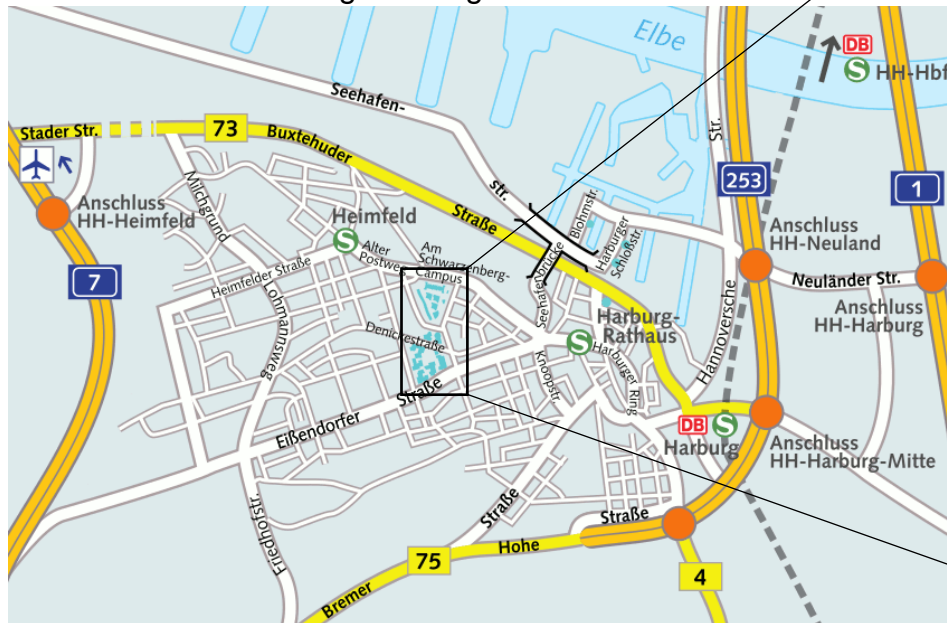 Elbe
DB
S HH-Hbf
Seehafen-
str.
Stader Str.
73
Buxtehuder
Straße
Str.
253
1
Milchgrund
Anschluss
HH-Heimfeld
Heimfeld
S
Blohmstr.
Harburger
Schloßstr.
Anschluss
HH-Neuland
7
Alter
Postweg
Am
Schwarzenberg-
Campus
Seehafenbrücke
Neuländer Str.
Heimfelder Straße
Lohmannsweg
Denickestraße
Harburg-
Rathaus
S
Hannoversche
Anschluss
HH-Harburg
Knoopstr.
Harburger Ring
Eißendorfer
Straße
DB
S
Harburg
Anschluss
HH-Harburg-Mitte
Friedhofstr.
Straße
Straße
75
Hohe
4
Bremer